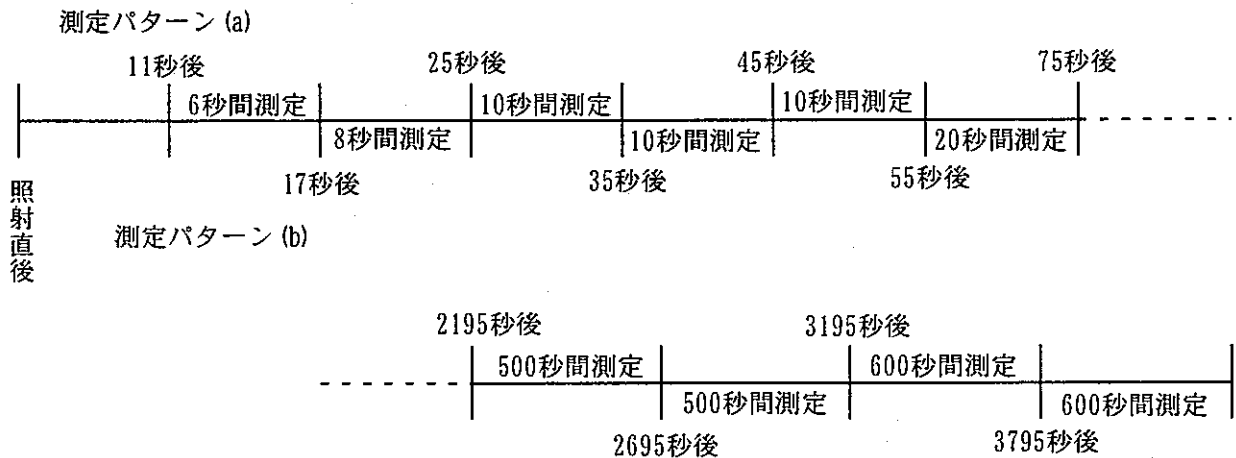 測定パターン(a)
11秒後
25秒後
45秒後
75秒後
6秒間測定
10秒間測定
10秒間測定
8秒間測定
10秒間測定
20秒間測定
17秒後
35秒後
55秒後
照射直後
測定パターン(b)
2195秒後
3195秒後
500秒間測定
600秒間測定
500秒間測定
600秒間測定
2695秒後
3795秒後